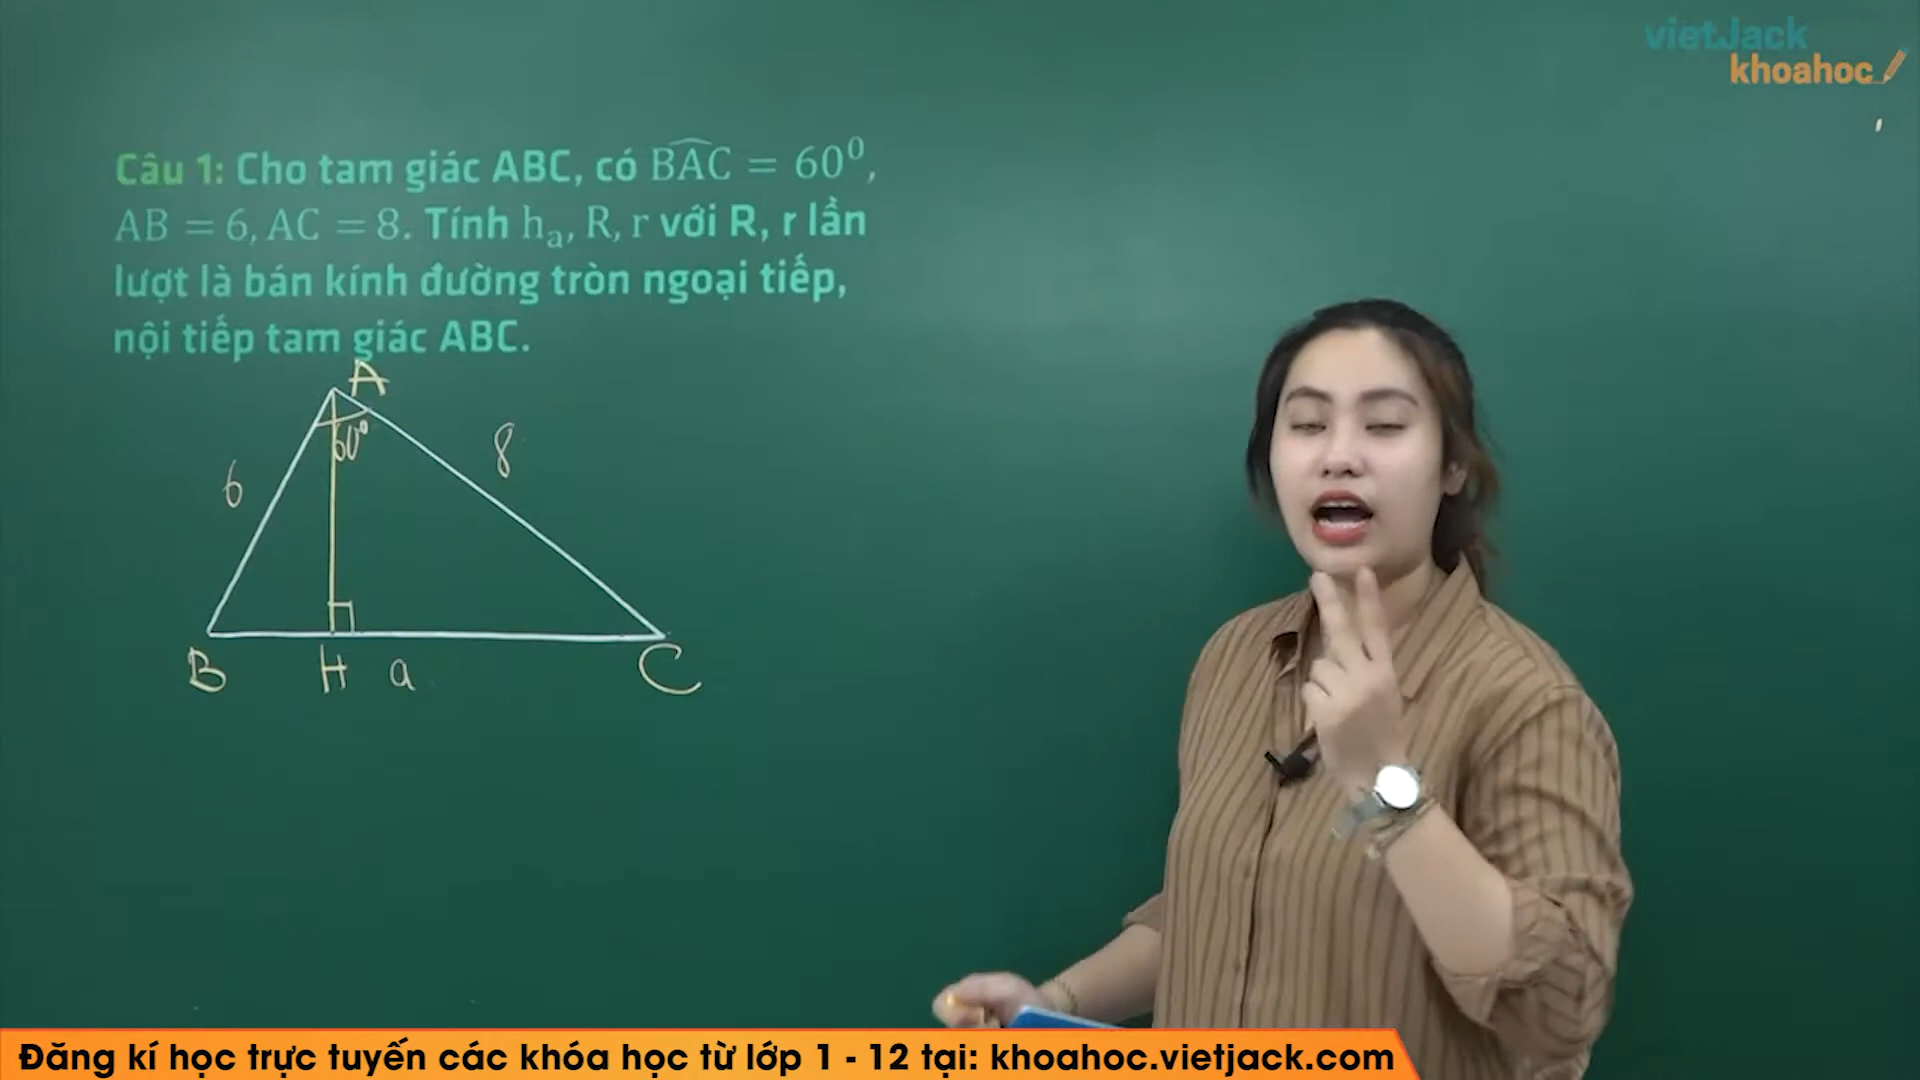 vietJack
khoahoc
Câu 1: Cho tam giác ABC, có $\widehat{BAC}$ = 60⁰,
AB = 6, AC = 8. Tính hₐ, R, r với R, r lần
lượt là bán kính đường tròn ngoại tiếp,
nội tiếp tam giác ABC.
A
60⁰
6
8
B H a C
Đăng kí học trực tuyến các khóa học từ lớp 1 - 12 tại: khoahoc.vietjack.com